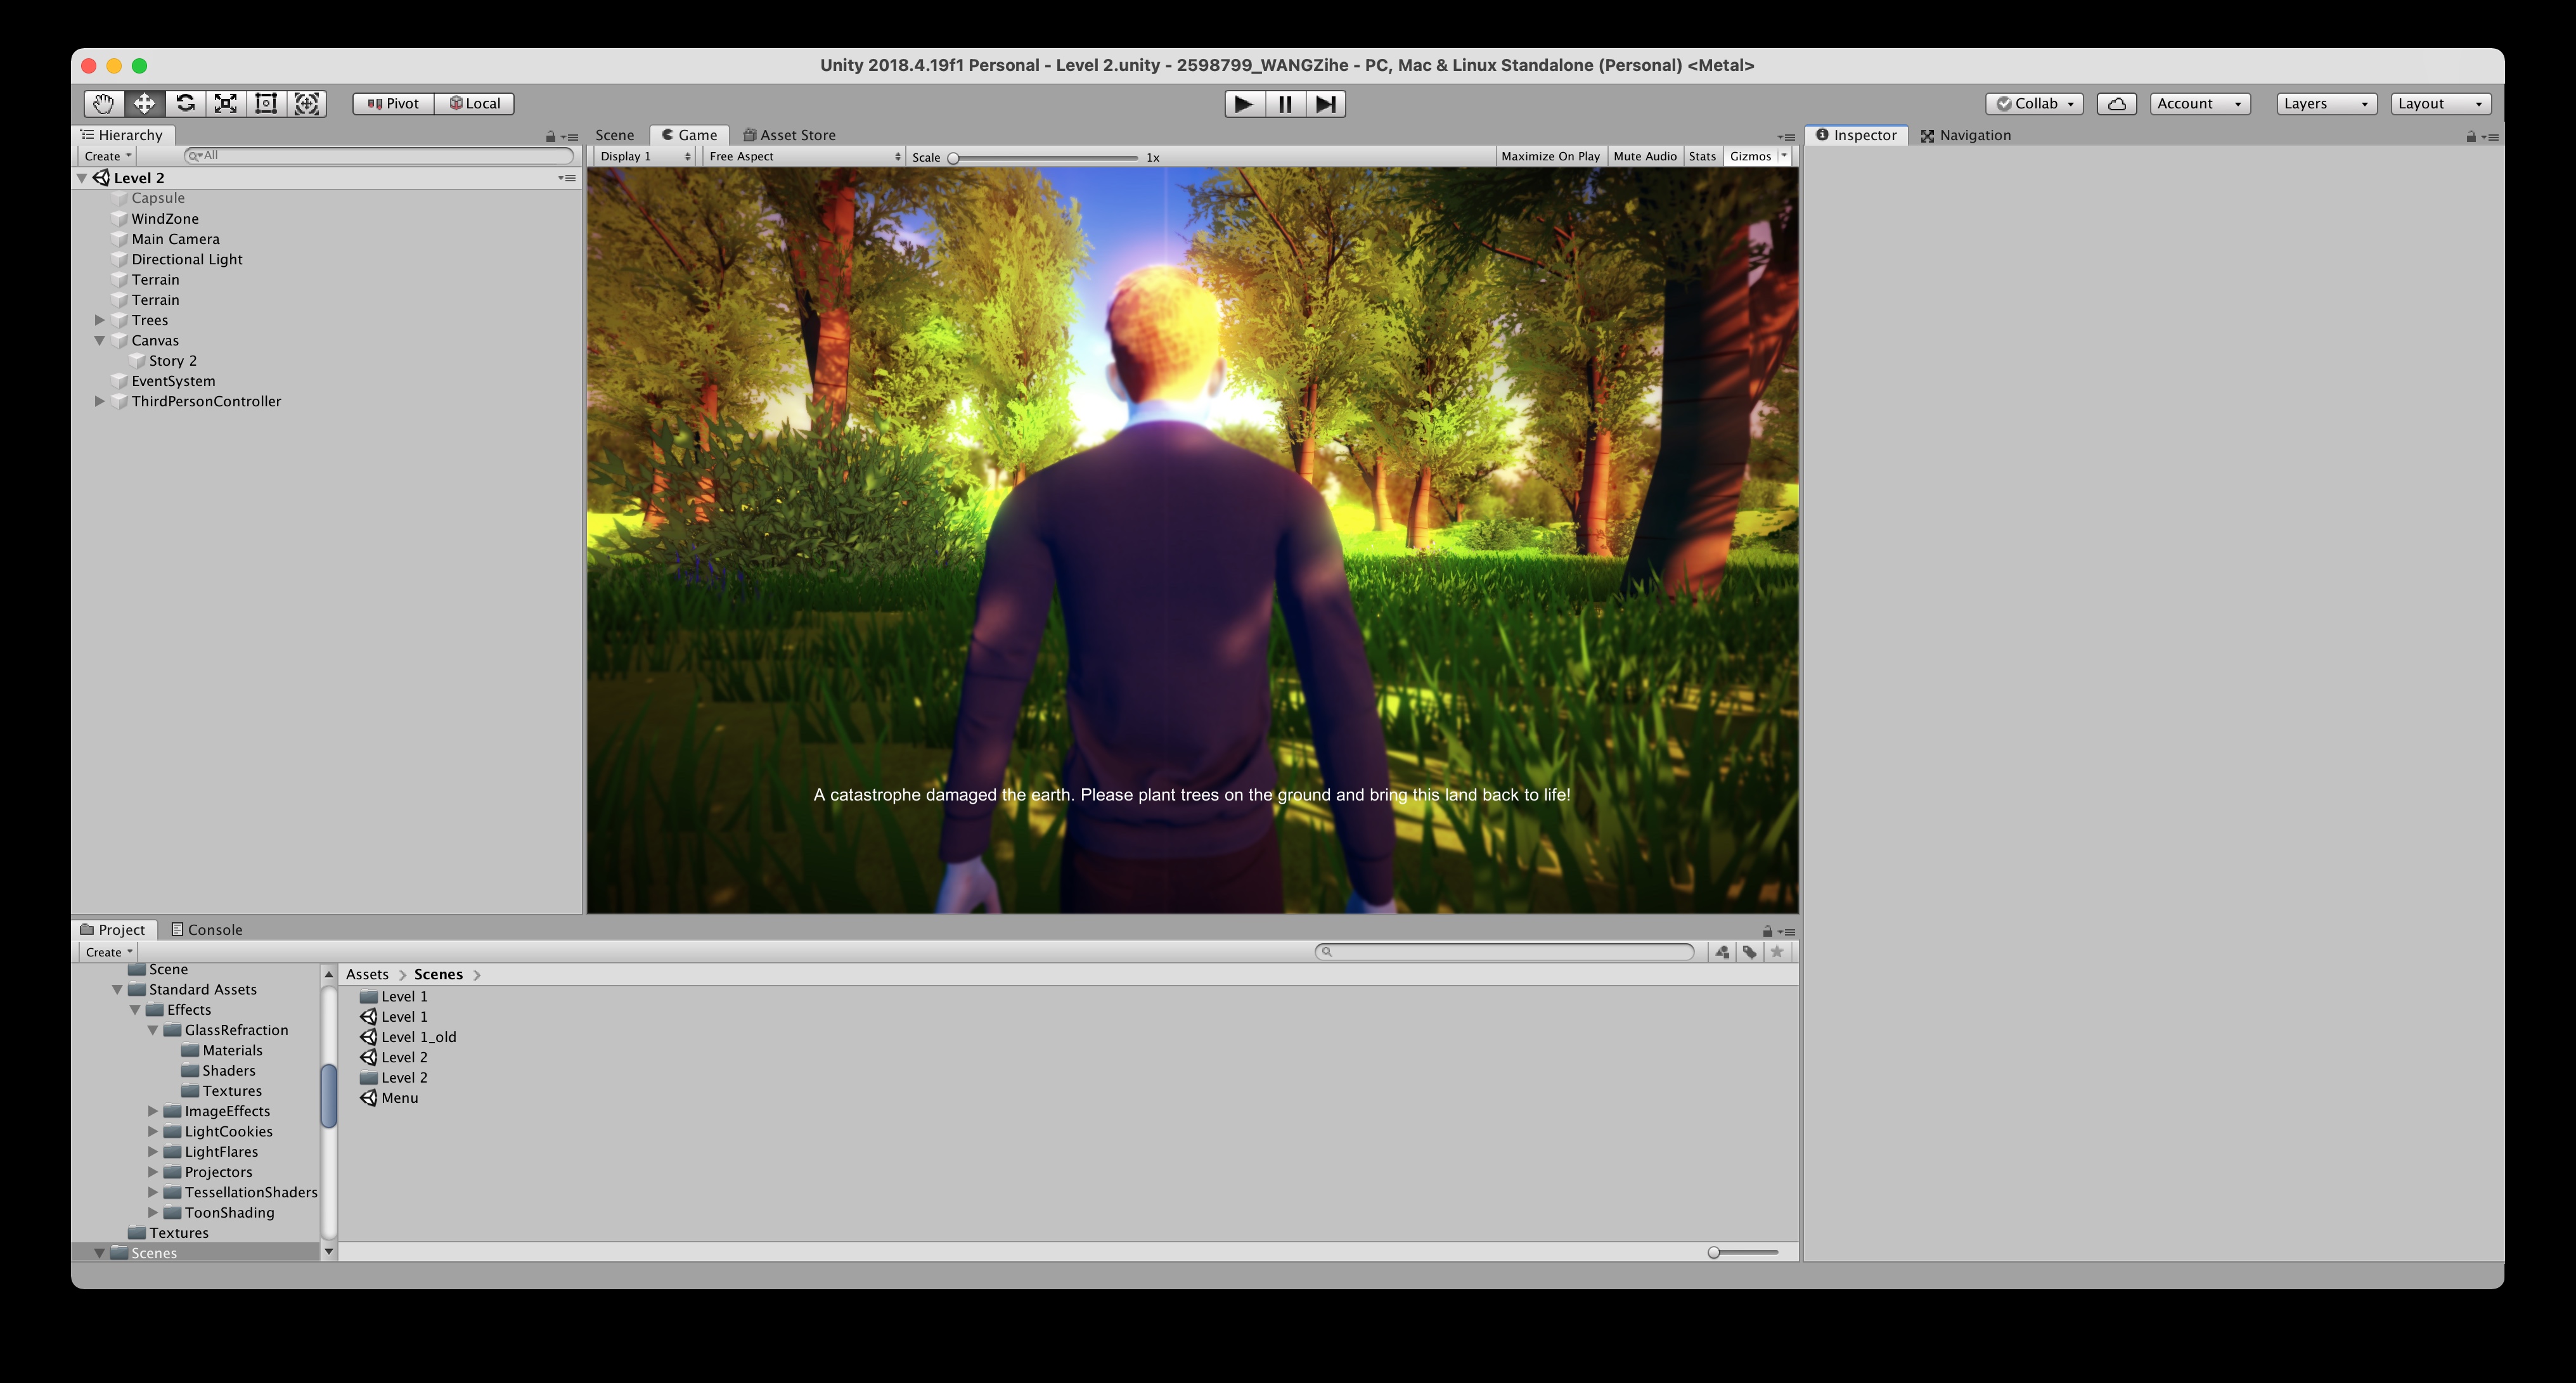 Unity 2018.4.19f1 Personal - Level 2.unity - 2598799_WANGZihe - PC, Mac & Linux Standalone (Personal) <Metal>
Pivot Local Collab Account Layers Layout
Hierarchy
Create All
Level 2
Capsule
WindZone
Main Camera
Directional Light
Terrain
Terrain
Trees
Canvas
Story 2
EventSystem
ThirdPersonController
Scene Game Asset Store
Display 1 Free Aspect Scale 1x Maximize On Play Mute Audio Stats Gizmos
A catastrophe damaged the earth. Please plant trees on the ground and bring this land back to life!
Inspector Navigation
Project Console
Create
Scene
Standard Assets
Effects
GlassRefraction
Materials
Shaders
Textures
ImageEffects
LightCookies
LightFlares
Projectors
TessellationShaders
ToonShading
Textures
Scenes
Assets Scenes
Level 1
Level 1
Level 1_old
Level 2
Level 2
Menu